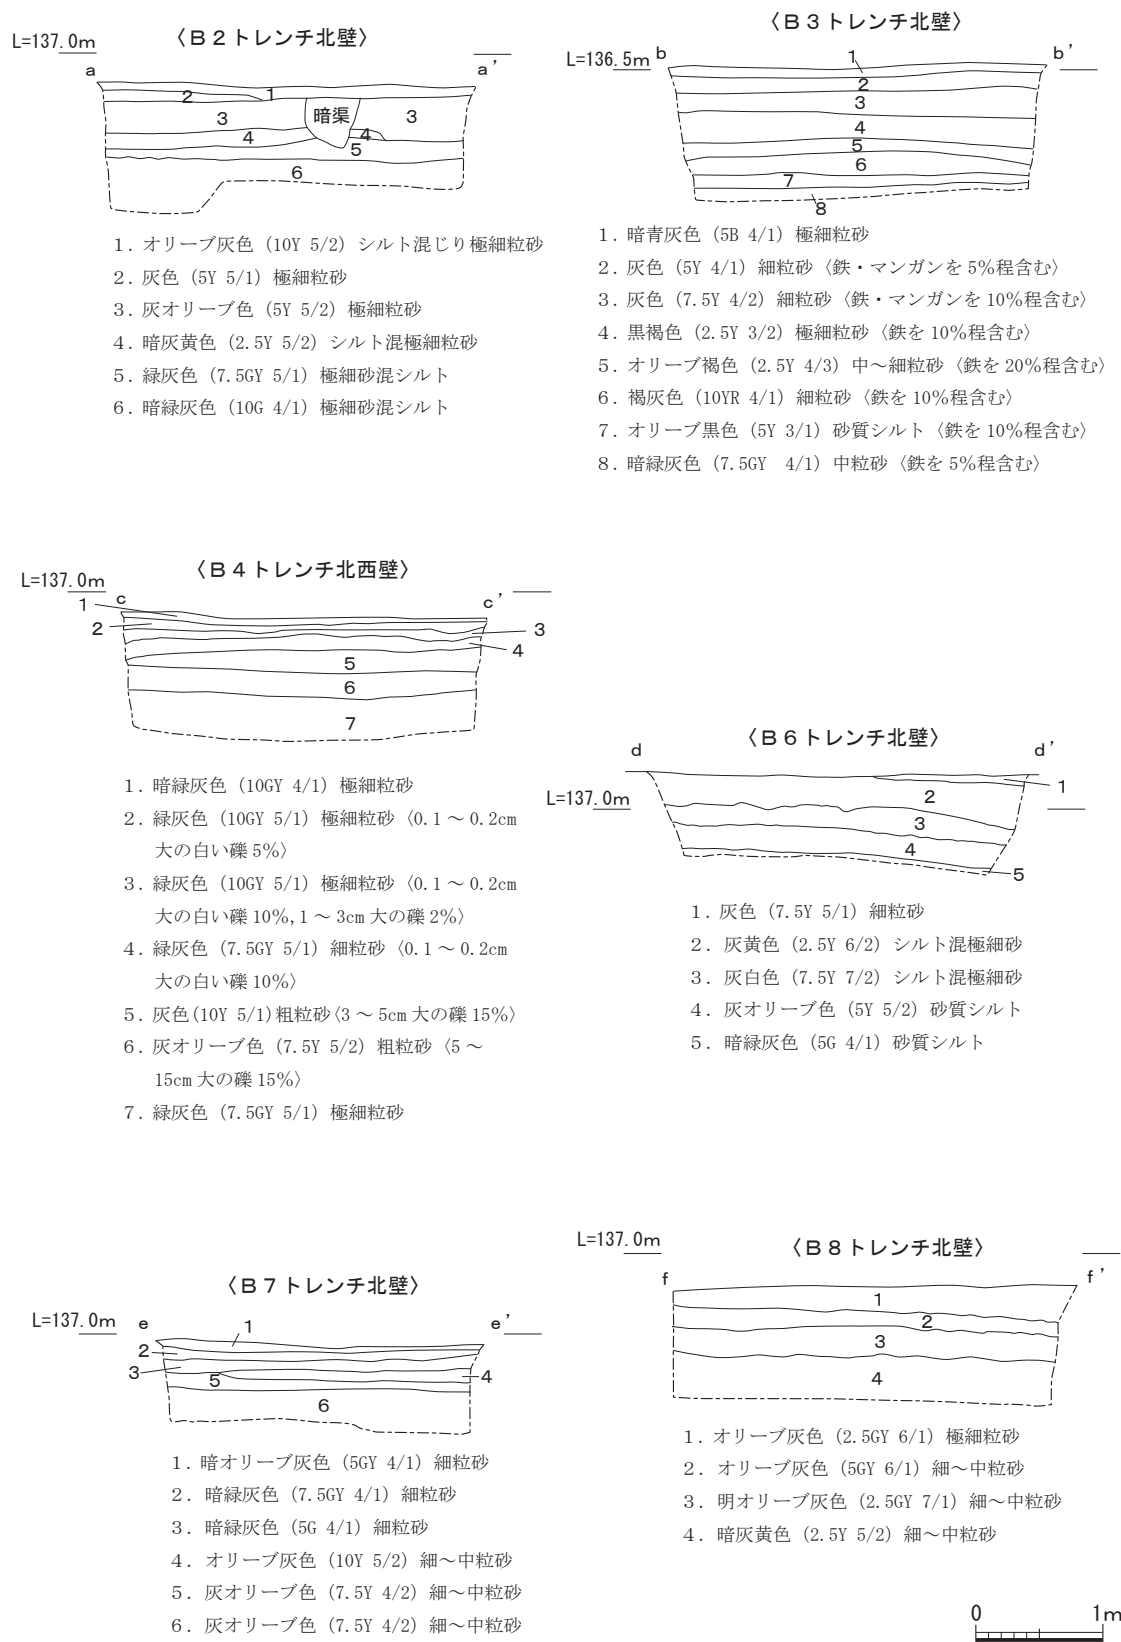 〈Ｂ２トレンチ北壁〉
L=137.0m
a
a’
1
2
3
暗渠
3
4
4
5
6
１. オリーブ灰色（10Y 5/2）シルト混じり極細粒砂
２. 灰色（5Y 5/1）極細粒砂
３. 灰オリーブ色（5Y 5/2）極細粒砂
４. 暗灰黄色（2.5Y 5/2）シルト混極細粒砂
５. 緑灰色（7.5GY 5/1）極細砂混シルト
６. 暗緑灰色（10G 4/1）極細砂混シルト
〈Ｂ３トレンチ北壁〉
L=136.5m
b
b’
1
2
3
4
5
6
7
8
１. 暗青灰色（5B 4/1）極細粒砂
２. 灰色（5Y 4/1）細粒砂〈鉄・マンガンを 5%程含む〉
３. 灰色（7.5Y 4/2）細粒砂〈鉄・マンガンを 10%程含む〉
４. 黒褐色（2.5Y 3/2）極細粒砂〈鉄を 10%程含む〉
５. オリーブ褐色（2.5Y 4/3）中～細粒砂〈鉄を 20%程含む〉
６. 褐灰色（10YR 4/1）細粒砂〈鉄を 10%程含む〉
７. オリーブ黒色（5Y 3/1）砂質シルト〈鉄を 10%程含む〉
８. 暗緑灰色（7.5GY 4/1）中粒砂〈鉄を 5%程含む〉
〈Ｂ４トレンチ北西壁〉
L=137.0m
c
c’
1
2
3
4
5
6
7
１. 暗緑灰色（10GY 4/1）極細粒砂
２. 緑灰色（10GY 5/1）極細粒砂〈0.1 ～ 0.2cm
大の白い礫 5%〉
３. 緑灰色（10GY 5/1）極細粒砂〈0.1 ～ 0.2cm
大の白い礫 10%, 1 ～ 3cm 大の礫 2%〉
４. 緑灰色（7.5GY 5/1）細粒砂〈0.1 ～ 0.2cm
大の白い礫 10%〉
５. 灰色(10Y 5/1)粗粒砂〈3 ～ 5cm 大の礫 15%〉
６. 灰オリーブ色（7.5Y 5/2）粗粒砂〈5 ～
15cm 大の礫 15%〉
７. 緑灰色（7.5GY 5/1）極細粒砂
〈Ｂ６トレンチ北壁〉
d
d’
L=137.0m
1
2
3
4
5
１. 灰色（7.5Y 5/1）細粒砂
２. 灰黄色（2.5Y 6/2）シルト混極細砂
３. 灰白色（7.5Y 7/2）シルト混極細砂
４. 灰オリーブ色（5Y 5/2）砂質シルト
５. 暗緑灰色（5G 4/1）砂質シルト
〈Ｂ７トレンチ北壁〉
L=137.0m
e
e’
1
2
3
4
5
6
１. 暗オリーブ灰色（5GY 4/1）細粒砂
２. 暗緑灰色（7.5GY 4/1）細粒砂
３. 暗緑灰色（5G 4/1）細粒砂
４. オリーブ灰色（10Y 5/2）細～中粒砂
５. 灰オリーブ色（7.5Y 4/2）細～中粒砂
６. 灰オリーブ色（7.5Y 4/2）細～中粒砂
L=137.0m
〈Ｂ８トレンチ北壁〉
f
f’
1
2
3
4
１. オリーブ灰色（2.5GY 6/1）極細粒砂
２. オリーブ灰色（5GY 6/1）細～中粒砂
３. 明オリーブ灰色（2.5GY 7/1）細～中粒砂
４. 暗灰黄色（2.5Y 5/2）細～中粒砂
0 1m